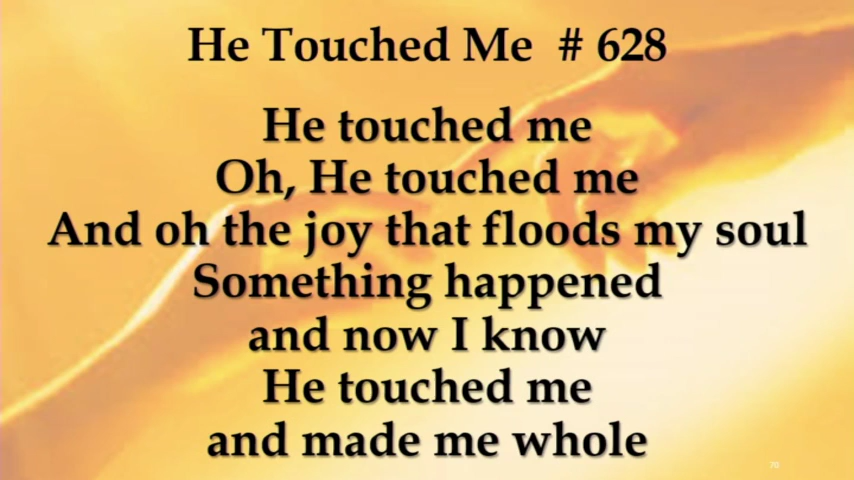 He Touched Me # 628
He touched me
Oh, He touched me
And oh the joy that floods my soul
Something happened
and now I know
He touched me
and made me whole
70